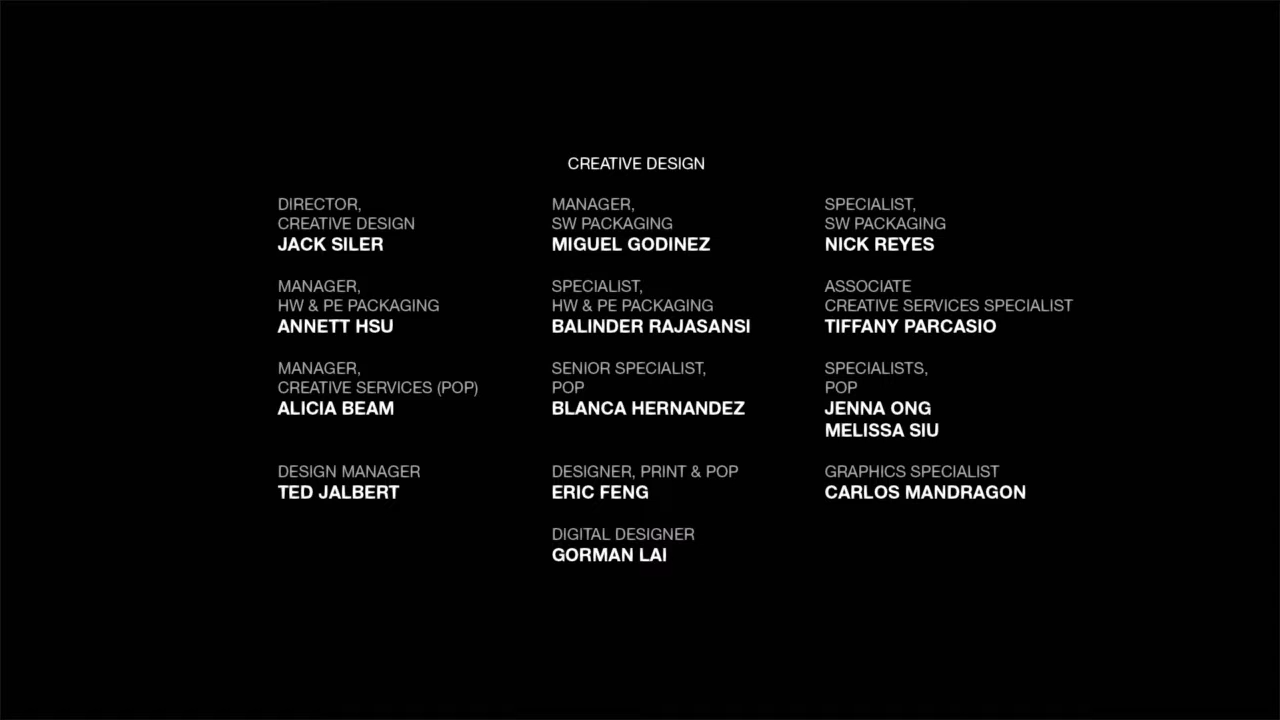 CREATIVE DESIGN
DIRECTOR,
CREATIVE DESIGN
JACK SILER
MANAGER,
SW PACKAGING
MIGUEL GODINEZ
SPECIALIST,
SW PACKAGING
NICK REYES
MANAGER,
HW & PE PACKAGING
ANNETT HSU
SPECIALIST,
HW & PE PACKAGING
BALINDER RAJASANSI
ASSOCIATE
CREATIVE SERVICES SPECIALIST
TIFFANY PARCASIO
MANAGER,
CREATIVE SERVICES (POP)
ALICIA BEAM
SENIOR SPECIALIST,
POP
BLANCA HERNANDEZ
SPECIALISTS,
POP
JENNA ONG
MELISSA SIU
DESIGN MANAGER
TED JALBERT
DESIGNER, PRINT & POP
ERIC FENG
GRAPHICS SPECIALIST
CARLOS MANDRAGON
DIGITAL DESIGNER
GORMAN LAI